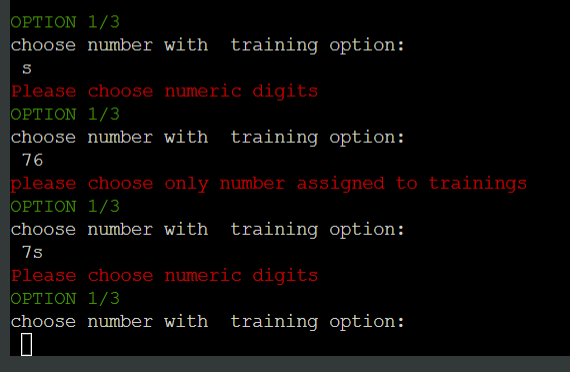 OPTION 1/3
choose number with  training option:
s
Please choose numeric digits
OPTION 1/3
choose number with  training option:
76
please choose only number assigned to trainings
OPTION 1/3
choose number with  training option:
7s
Please choose numeric digits
OPTION 1/3
choose number with  training option: